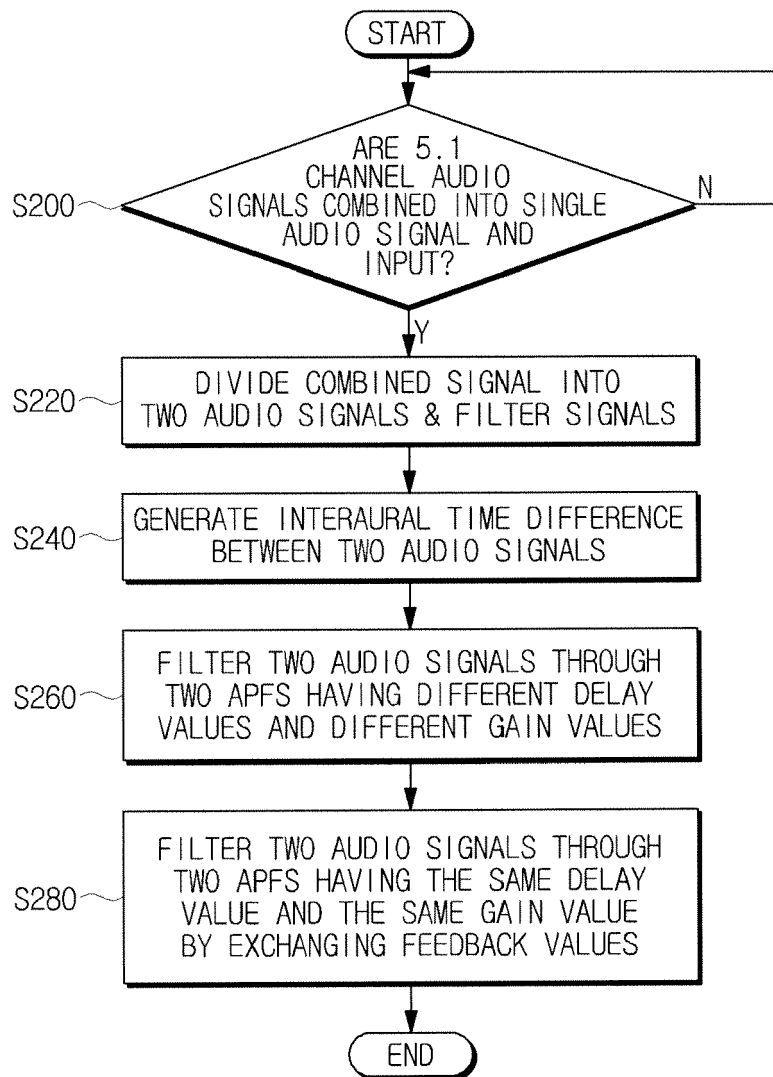 START
ARE 5.1
CHANNEL AUDIO
SIGNALS COMBINED INTO SINGLE
AUDIO SIGNAL AND
INPUT?
S200
N
Y
S220
DIVIDE COMBINED SIGNAL INTO
TWO AUDIO SIGNALS & FILTER SIGNALS
S240
GENERATE INTERAURAL TIME DIFFERENCE
BETWEEN TWO AUDIO SIGNALS
S260
FILTER TWO AUDIO SIGNALS THROUGH
TWO APFS HAVING DIFFERENT DELAY
VALUES AND DIFFERENT GAIN VALUES
S280
FILTER TWO AUDIO SIGNALS THROUGH
TWO APFS HAVING THE SAME DELAY
VALUE AND THE SAME GAIN VALUE
BY EXCHANGING FEEDBACK VALUES
END